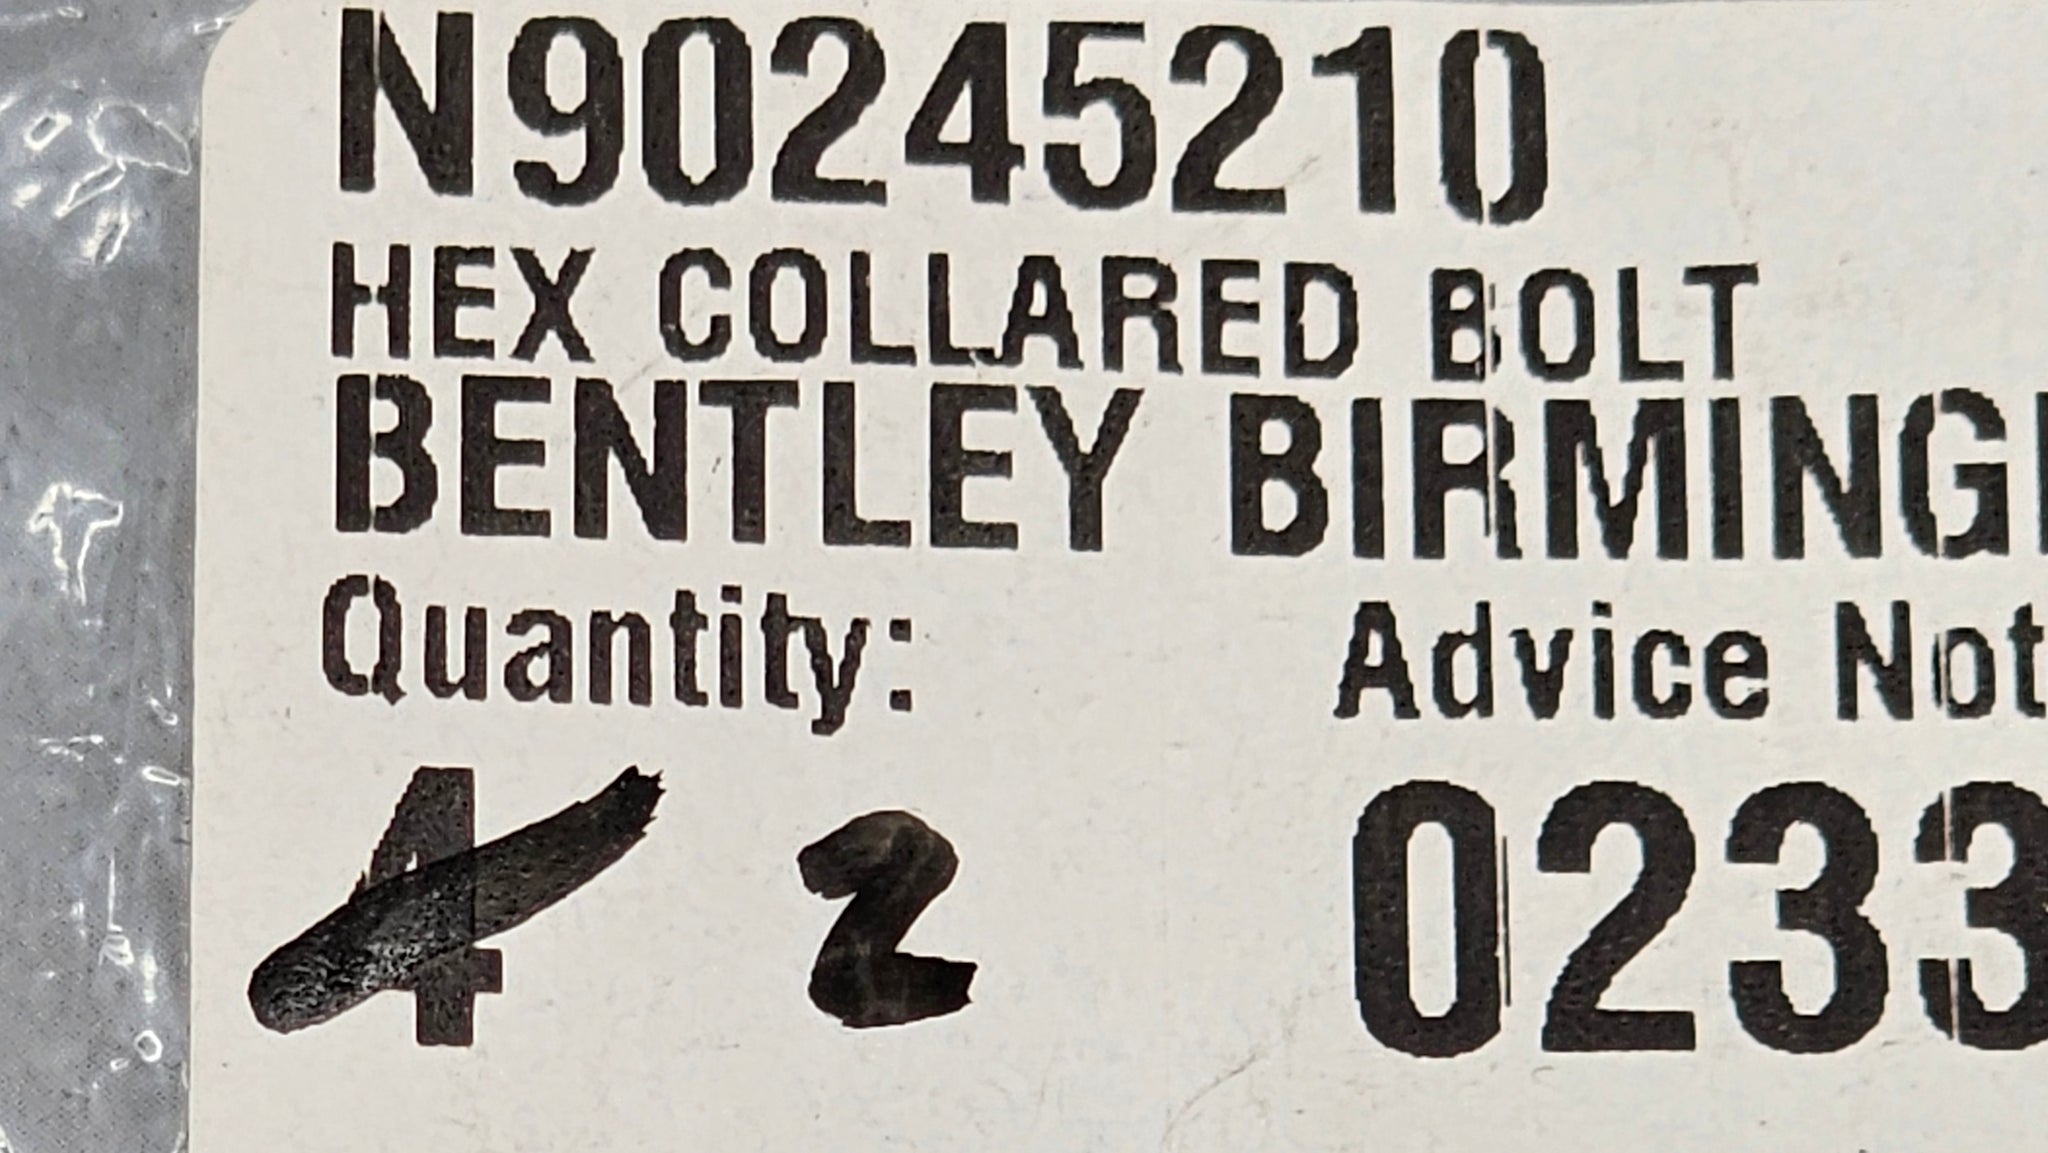 N90245210
HEX COLLARED BOLT
BENTLEY BIRMING
Quantity: Advice Not
4 2 0233